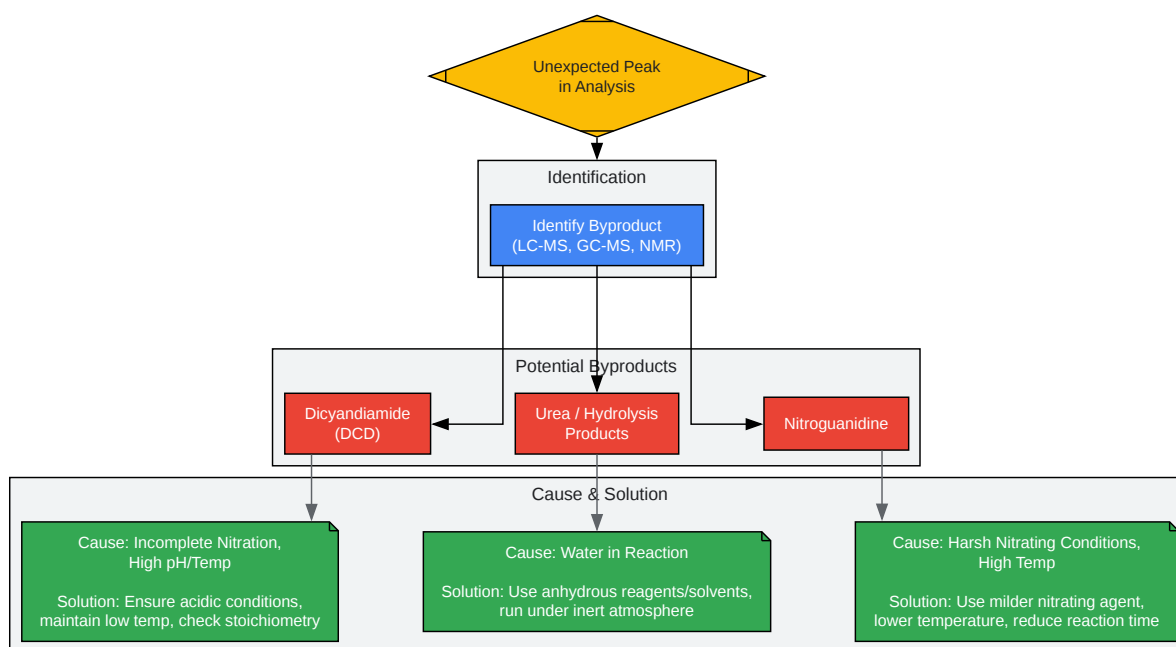 Unexpected Peak
in Analysis
Identification
Identify Byproduct
(LC-MS, GC-MS, NMR)
Potential Byproducts
Dicyandiamide
(DCD)
Urea / Hydrolysis
Products
Nitroguanidine
Cause & Solution
Cause: Incomplete Nitration,
High pH/Temp
Solution: Ensure acidic conditions,
maintain low temp, check stoichiometry
Cause: Water in Reaction
Solution: Use anhydrous reagents/solvents,
run under inert atmosphere
Cause: Harsh Nitrating Conditions,
High Temp
Solution: Use milder nitrating agent,
lower temperature, reduce reaction time